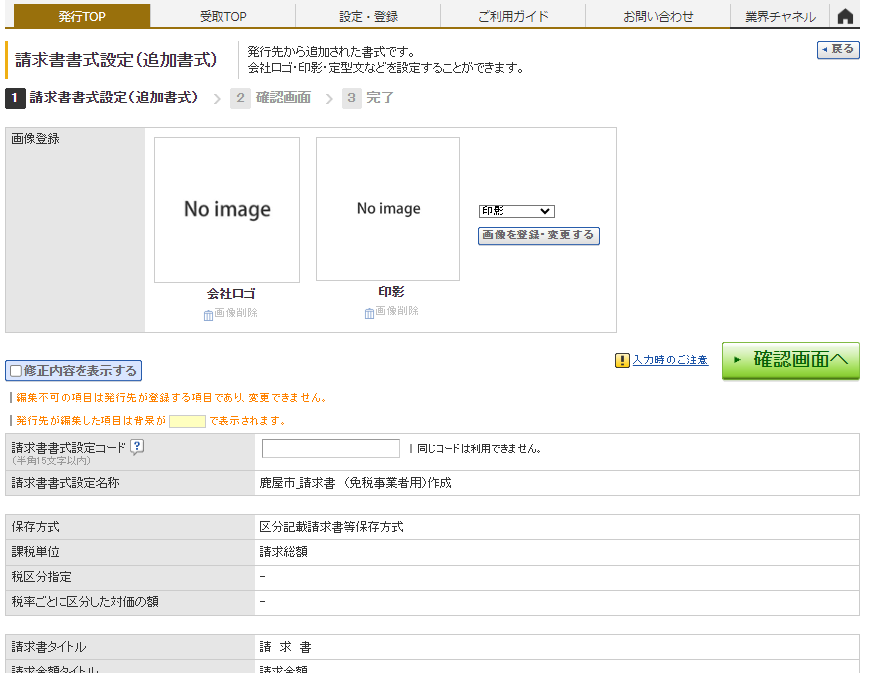 発行TOP
受取TOP
設定・登録
ご利用ガイド
お問い合わせ
業界チャネル
請求書書式設定(追加書式)
発行先から追加された書式です。
会社ロゴ・印影・定型文などを設定することができます。
戻る
1 請求書書式設定(追加書式)
2 確認画面
3 完了
画像登録
No image
No image
印影
画像を登録・変更する
会社ロゴ
印影
画像削除
画像削除
修正内容を表示する
入力時のご注意
確認画面へ
編集不可の項目は発行先が登録する項目であり、変更できません。
発行先が編集した項目は背景が で表示されます。
請求書書式設定コード ?
(半角15文字以内)
同じコードは利用できません。
請求書書式設定名称
鹿屋市_請求書 (免税事業者用)作成
保存方式
区分記載請求書等保存方式
課税単位
請求総額
税区分指定
-
税率ごとに区分した対価の額
-
請求書タイトル
請 求 書
請求金額タイトル
請求金額